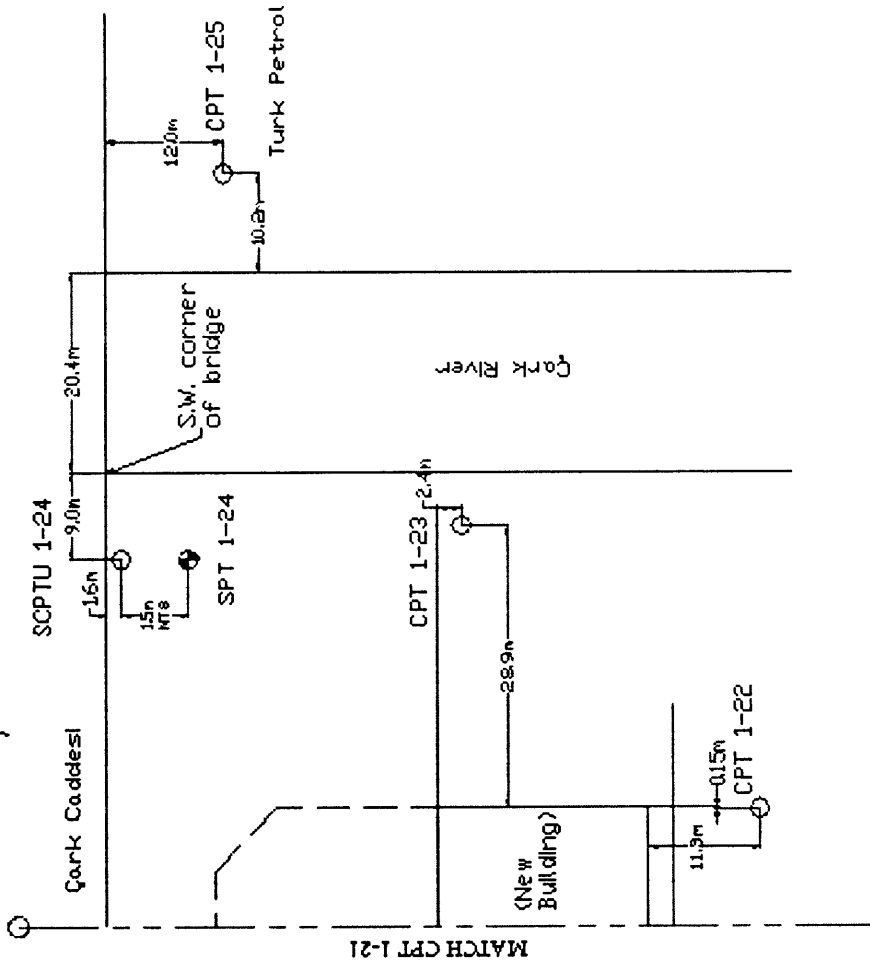 CPT 1-25
Turk Petrol
12.0m
10.2m
20.4m
S.W. corner
of bridge
Çark River
SCPTU 1-24
9.0m
1.6m
1.5m
NTS
SPT 1-24
2.4m
CPT 1-23
28.9m
Çark Caddesi
(New
Building)
0.15m
CPT 1-22
11.3m
MATCH CPT 1-21